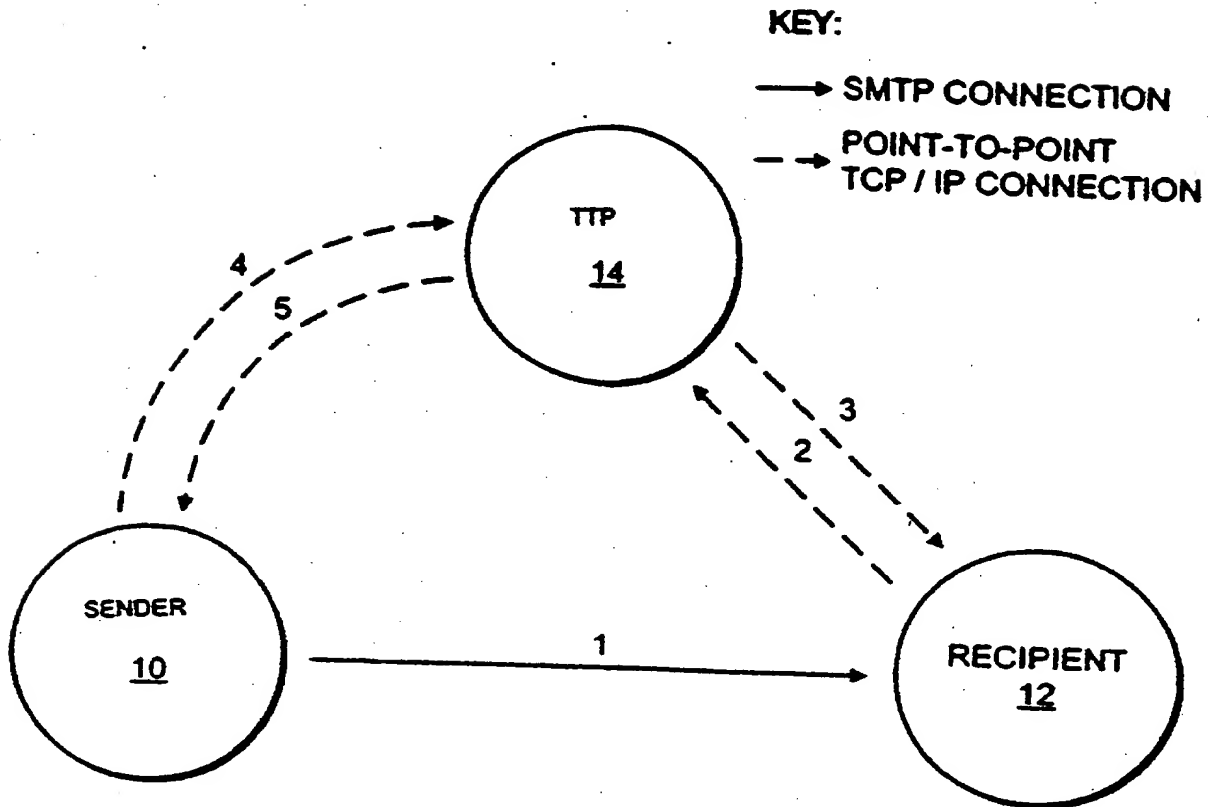 KEY:
SMTP CONNECTION
POINT-TO-POINT
TCP / IP CONNECTION
TTP
14
4
5
3
2
SENDER
10
1
RECIPIENT
12